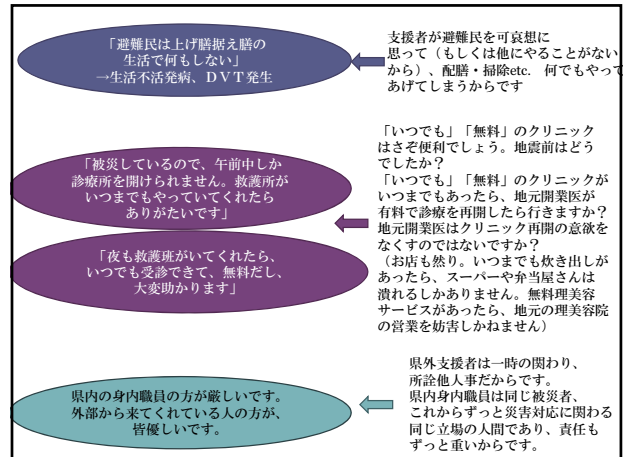 「避難民は上げ膳据え膳の
生活で何もしない」
→生活不活発病、DVT発生
支援者が避難民を可哀想に
思って(もしくは他にやることがない
から)、配膳・掃除etc. 何でもやって
あげてしまうからです
「被災しているので、午前中しか
診療所を開けられません。救護所が
いつまでもやっていてくれたら
ありがたいです」
「夜も救護班がいてくれたら、
いつでも受診できて、無料だし、
大変助かります」
「いつでも」「無料」のクリニック
はさぞ便利でしょう。地震前はどう
でしたか?
「いつでも」「無料」のクリニックが
いつまでもあったら、地元開業医が
有料で診療を再開したら行きますか?
地元開業医はクリニック再開の意欲を
なくすのではないですか?
(お店も然り。いつまでも炊き出しが
あったら、スーパーや弁当屋さんは
潰れるしかありません。無料理美容
サービスがあったら、地元の理美容院
の営業を妨害しかねません)
県内の身内職員の方が厳しいです。
外部から来てくれている人の方が、
皆優しいです。
県外支援者は一時の関わり、
所詮他人事だからです。
県内身内職員は同じ被災者、
これからずっと災害対応に関わる
同じ立場の人間であり、責任も
ずっと重いからです。